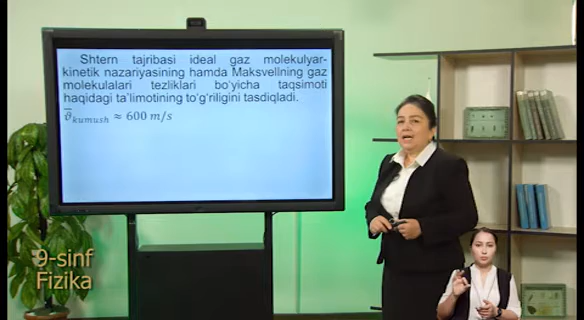 Shtern tajribasi ideal gaz molekulyar-
kinetik nazariyasining hamda Maksvellning gaz
molekulalari tezliklari bo‘yicha taqsimoti
haqidagi ta’limotining to‘g‘riligini tasdiqladi.
ϑ̅kumush ≈ 600 m/s
9-sinf
Fizika